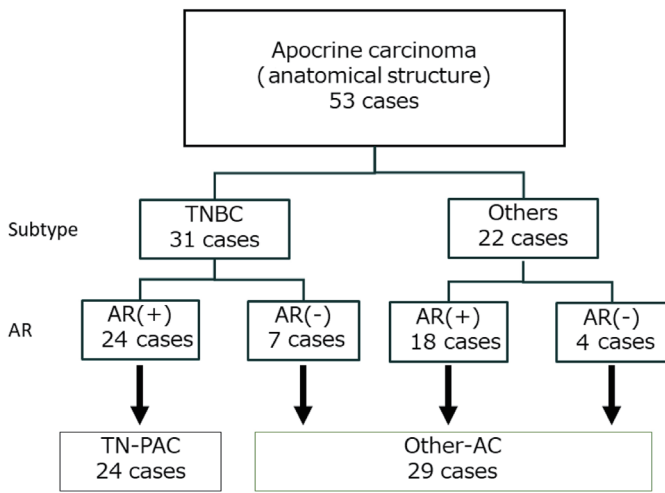 Apocrine carcinoma
(anatomical structure)
53 cases
Subtype
TNBC
31 cases
Others
22 cases
AR
AR(+)
24 cases
AR(-)
7 cases
AR(+)
18 cases
AR(-)
4 cases
TN-PAC
24 cases
Other-AC
29 cases